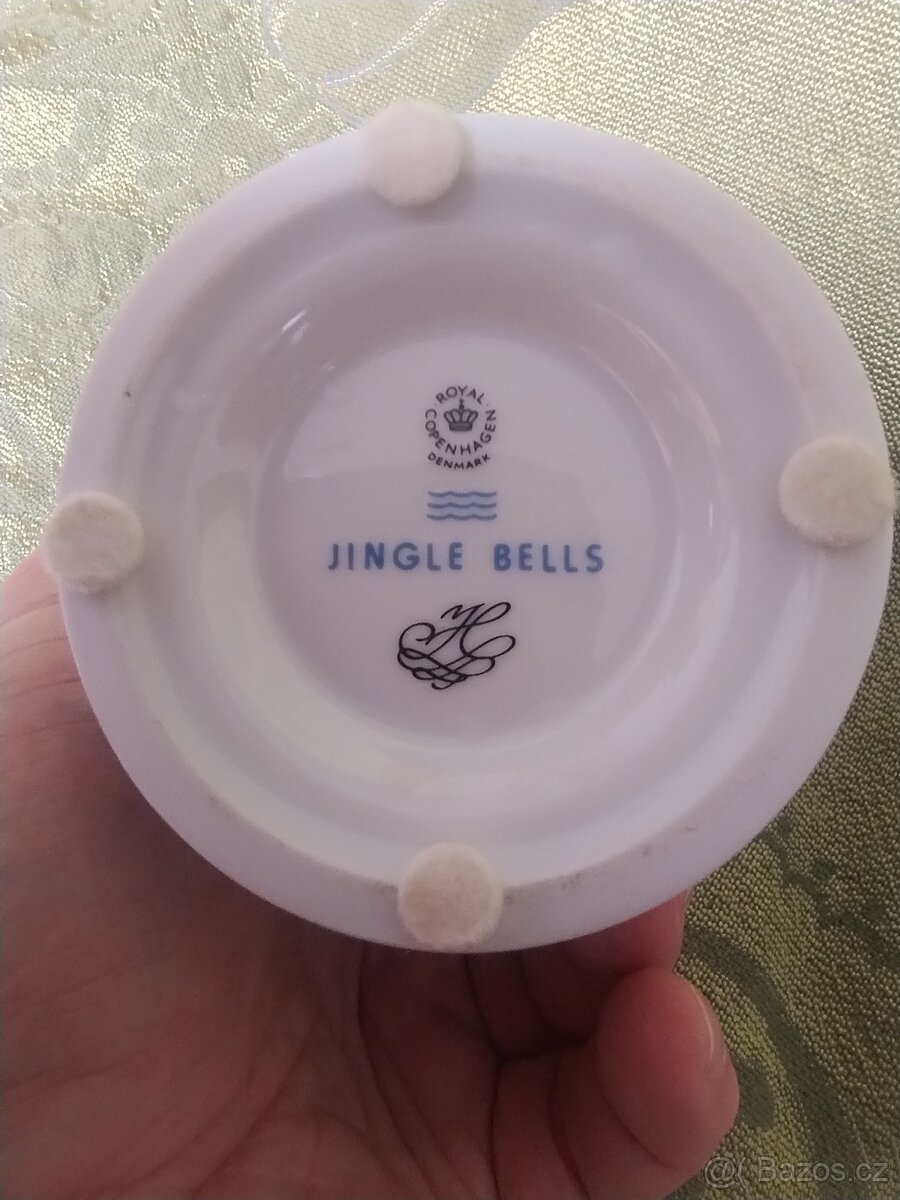 ROYAL
COPENHAGEN
DENMARK
JINGLE BELLS
H
@( Bazos.cz